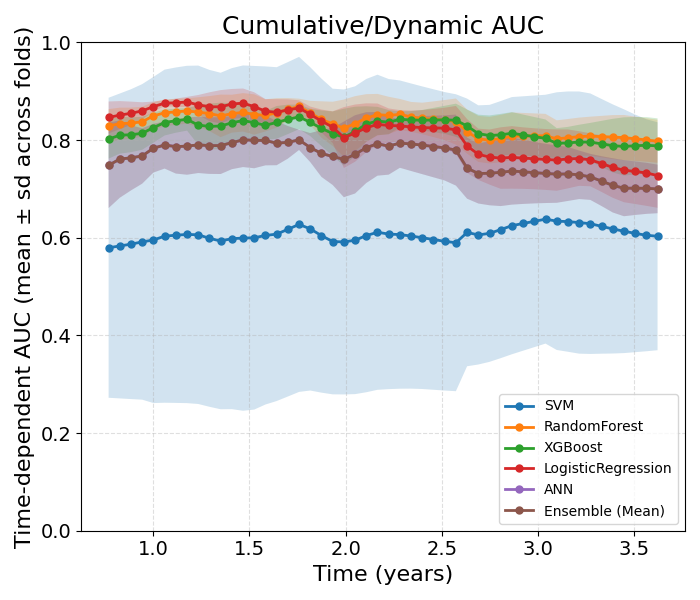 Cumulative/Dynamic AUC
Time-dependent AUC (mean ± sd across folds)
1.0
0.8
0.6
0.4
0.2
0.0
1.0 1.5 2.0 2.5 3.0 3.5
Time (years)
SVM
RandomForest
XGBoost
LogisticRegression
ANN
Ensemble (Mean)